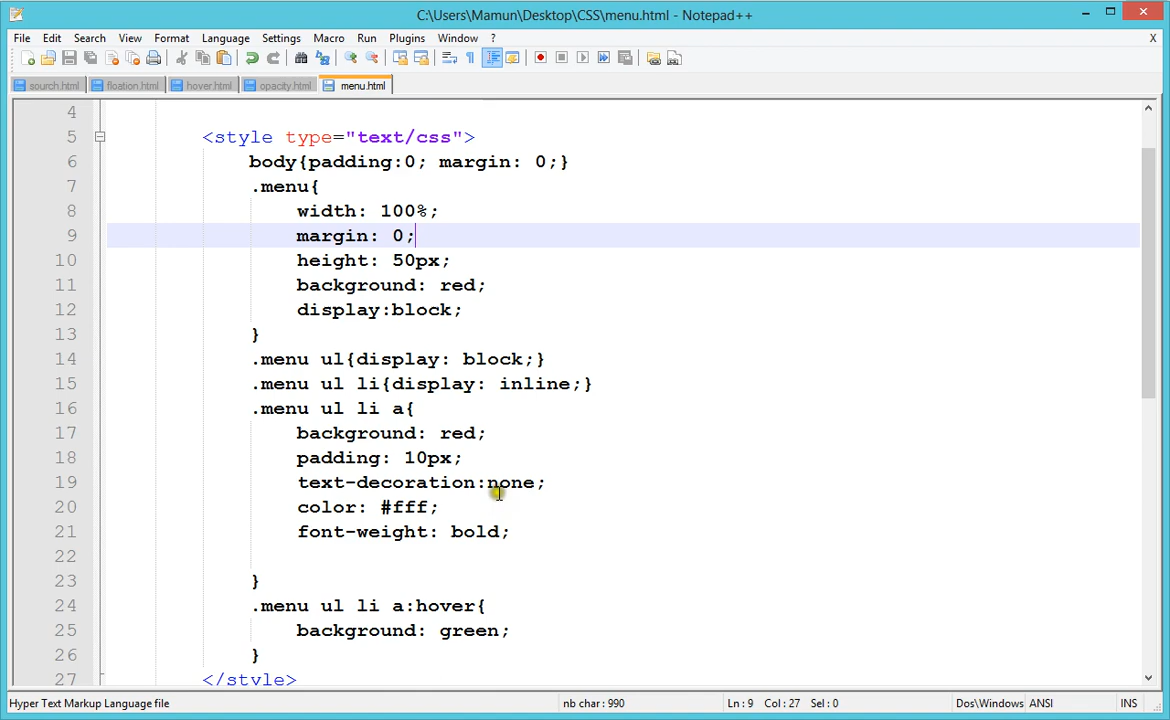 C:\Users\Mamun\Desktop\CSS\menu.html - Notepad++
File Edit Search View Format Language Settings Macro Run Plugins Window ? X
sourch.html floation.html hover.html opacity.html menu.html
4
5 <style type="text/css">
6 body{padding:0; margin: 0;}
7 .menu{
8 width: 100%;
9 margin: 0;
10 height: 50px;
11 background: red;
12 display:block;
13 }
14 .menu ul{display: block;}
15 .menu ul li{display: inline;}
16 .menu ul li a{
17 background: red;
18 padding: 10px;
19 text-decoration:none;
20 color: #fff;
21 font-weight: bold;
22
23 }
24 .menu ul li a:hover{
25 background: green;
26 }
27 </style>
Hyper Text Markup Language file nb char : 990 Ln : 9 Col : 27 Sel : 0 Dos\Windows ANSI INS